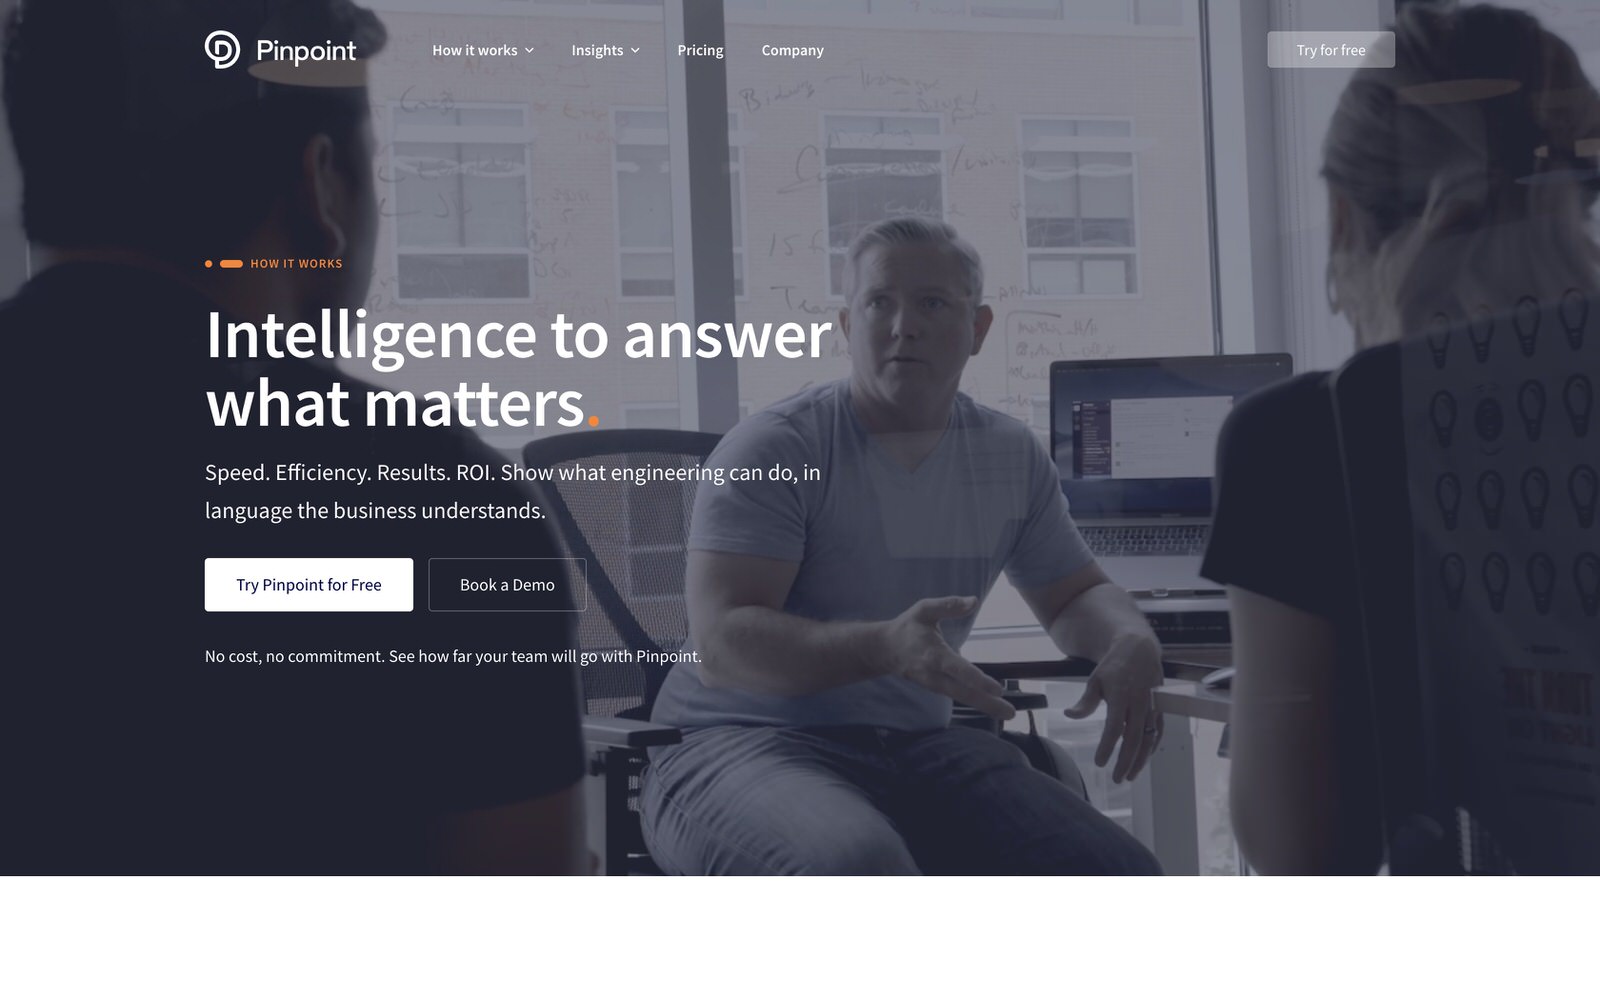 Pinpoint
How it works
Insights
Pricing
Company
Try for free
HOW IT WORKS
Intelligence to answer
what matters.
Speed. Efficiency. Results. ROI. Show what engineering can do, in
language the business understands.
Try Pinpoint for Free
Book a Demo
No cost, no commitment. See how far your team will go with Pinpoint.